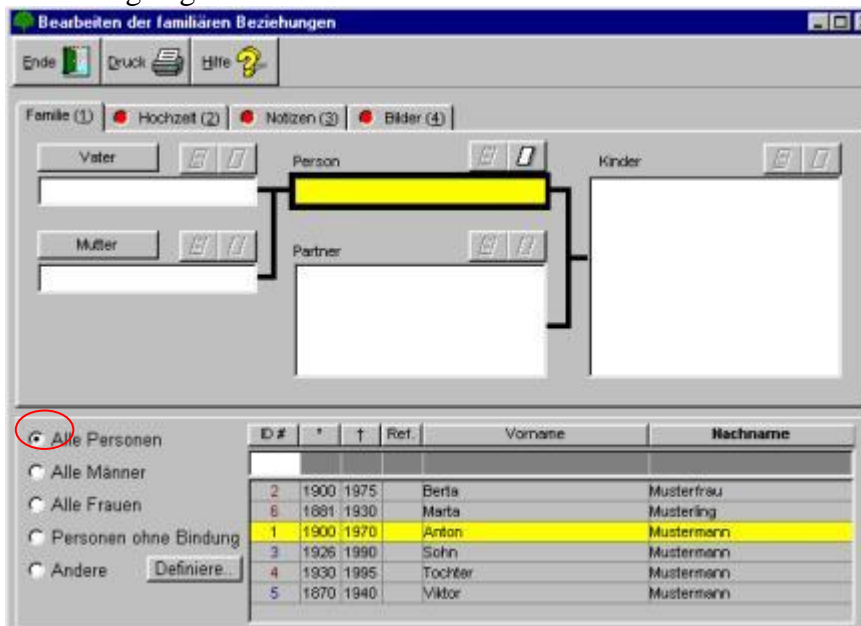 Bearbeiten der familiären Beziehungen
Ende Druck Hilfe
Familie (1) Hochzeit (2) Notizen (3) Bilder (4)
Vater Person Kinder
Mutter Partner
Alle Personen
Alle Männer
Alle Frauen
Personen ohne Bindung
Andere Definiere..
ID # * † Ref. Vorname Nachname
2 1900 1975 Berta Musterfrau
6 1881 1930 Marta Musterling
1 1900 1970 Anton Mustermann
3 1926 1990 Sohn Mustermann
4 1930 1995 Tochter Mustermann
5 1870 1940 Viktor Mustermann